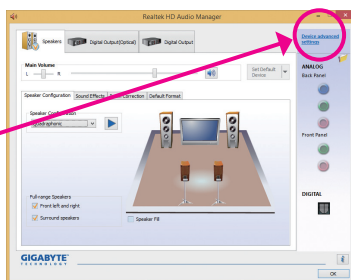 Realtek HD Audio Manager
Speakers
Digital Output(Optical)
Digital Output
Device advanced settings
Main Volume
L
R
Set Default
Device
ANALOG
Back Panel
Speaker Configuration
Sound Effects
Correction
Default Format
Speaker Configuration
Quadraphonic
Front Panel
Full-range Speakers
Front left and right
Surround speakers
Speaker Fill
DIGITAL
GIGABYTE
TECHNOLOGY
OK